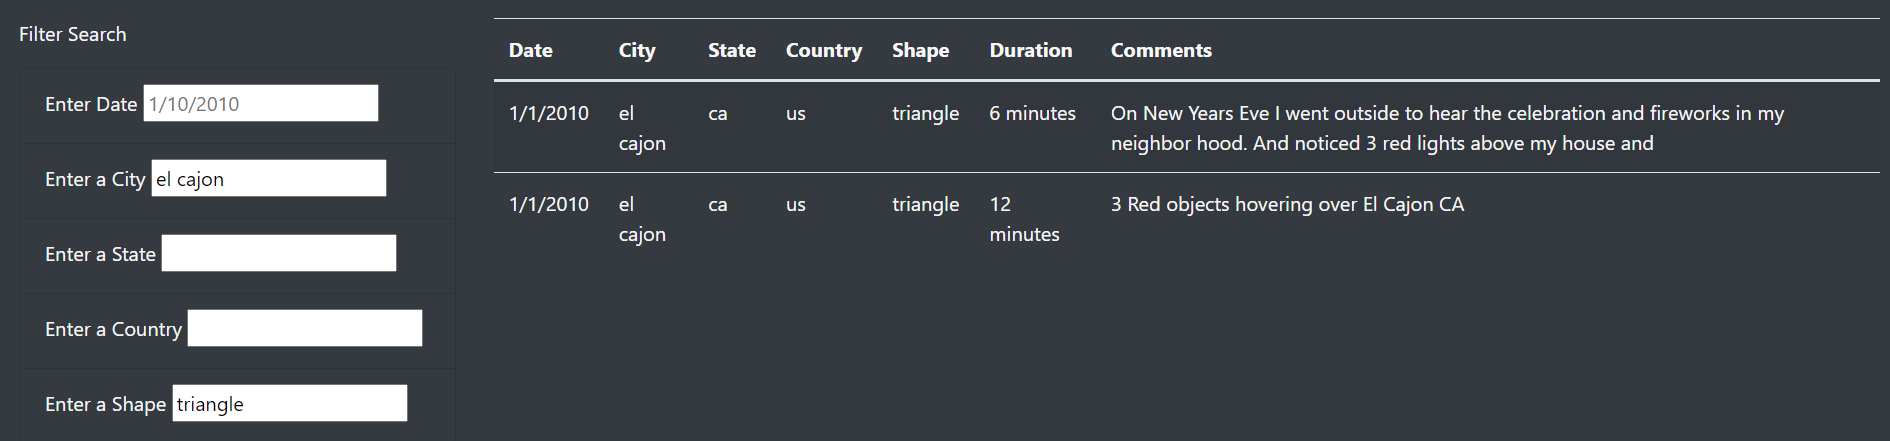 Filter Search
Enter Date 1/10/2010
Enter a City el cajon
Enter a State
Enter a Country
Enter a Shape triangle
Date City State Country Shape Duration Comments
1/1/2010 el ca us triangle 6 minutes On New Years Eve I went outside to hear the celebration and fireworks in my
cajon neighbor hood. And noticed 3 red lights above my house and
1/1/2010 el ca us triangle 12 3 Red objects hovering over El Cajon CA
cajon minutes